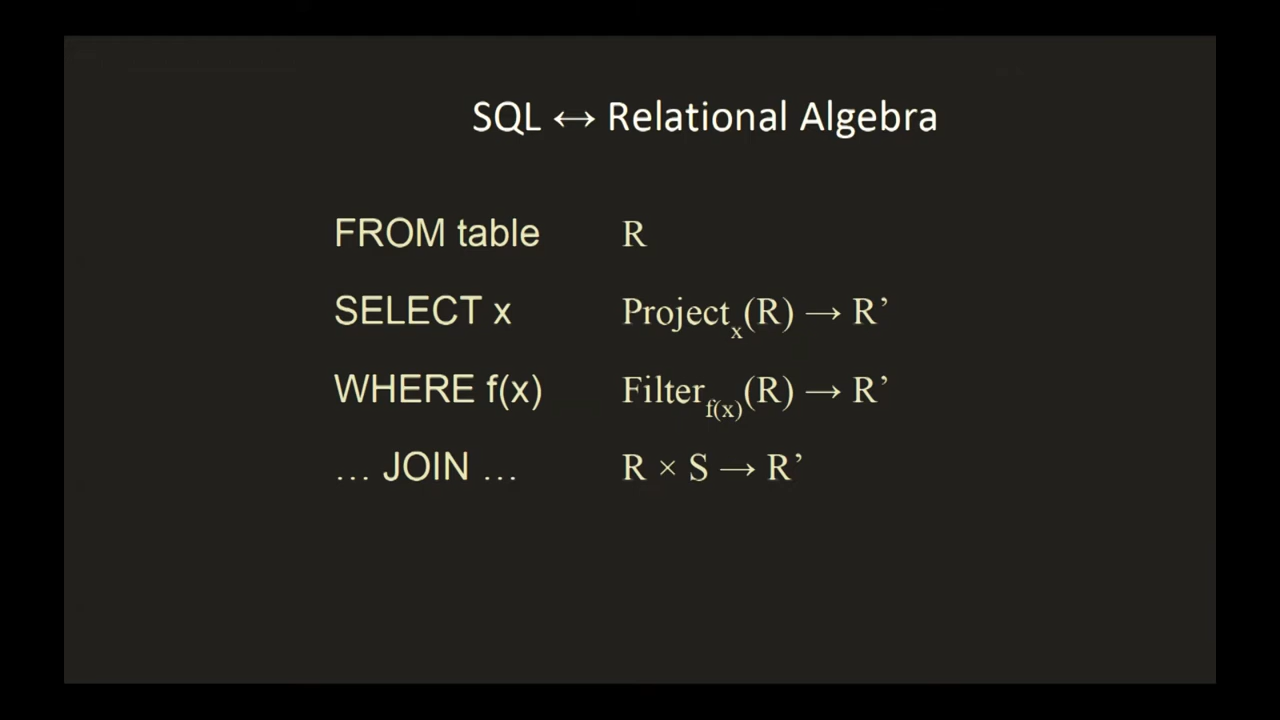 SQL ↔ Relational Algebra
FROM table R
SELECT x Projectx(R) → R’
WHERE f(x) Filterf(x)(R) → R’
… JOIN … R × S → R’